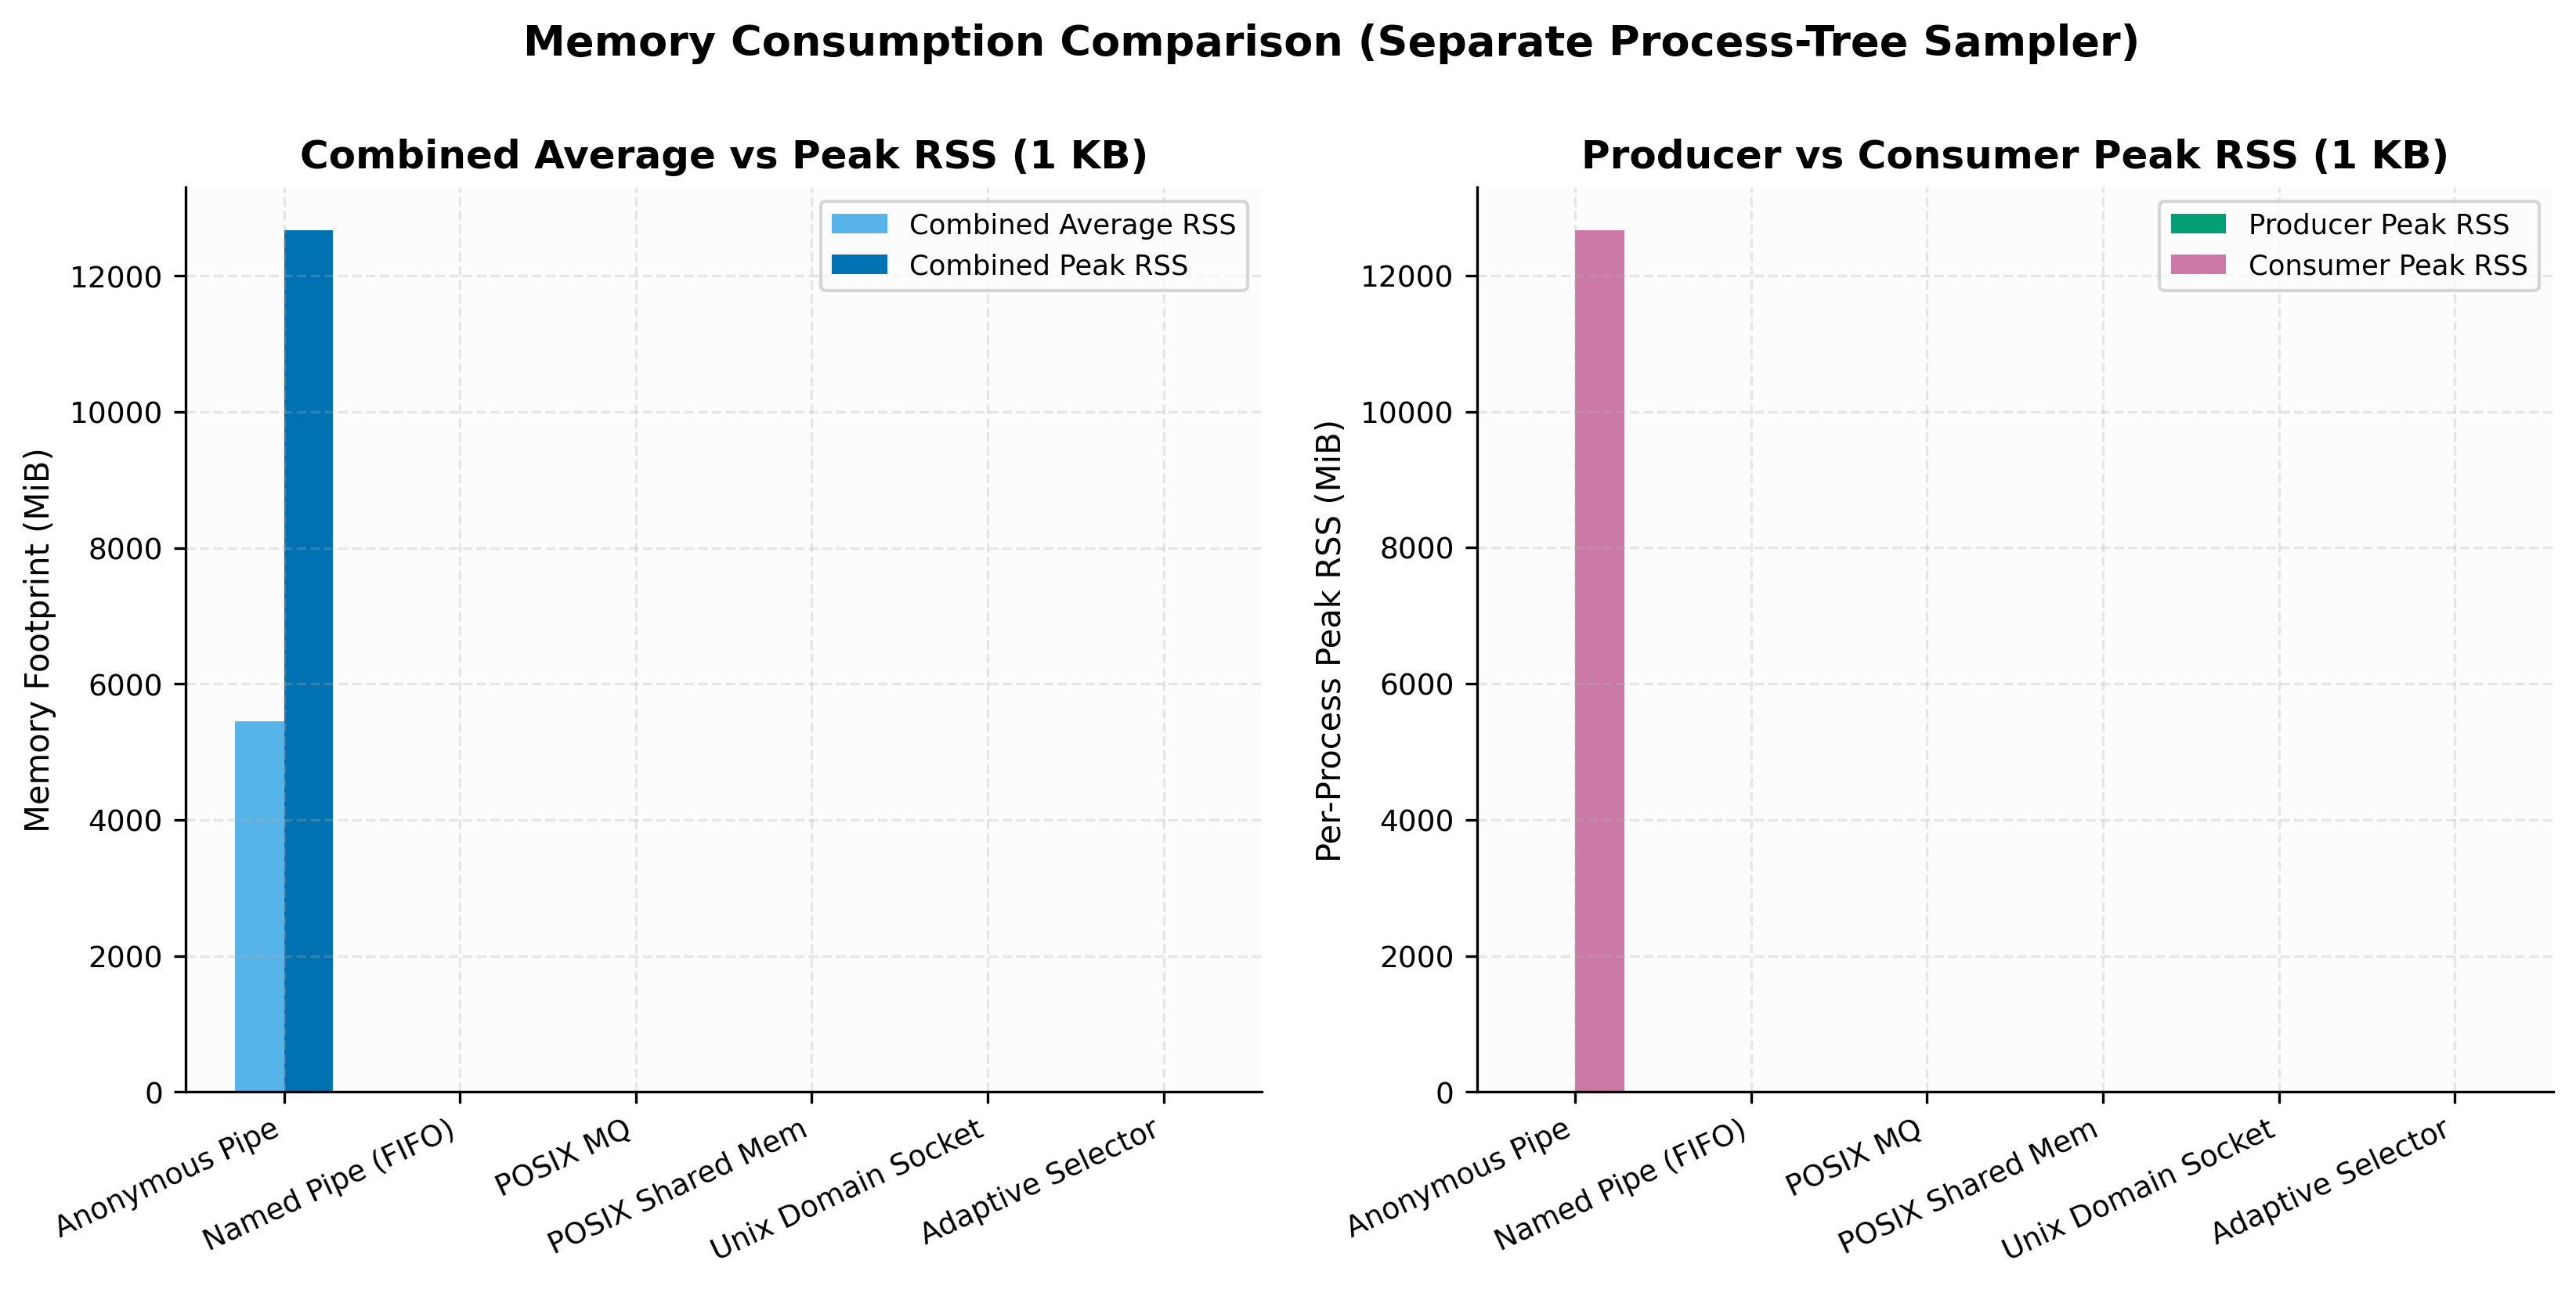 Memory Consumption Comparison (Separate Process-Tree Sampler)
Combined Average vs Peak RSS (1 KB)
Combined Average RSS
Combined Peak RSS
Memory Footprint (MiB)
12000
10000
8000
6000
4000
2000
0
Anonymous Pipe
Named Pipe (FIFO)
POSIX MQ
POSIX Shared Mem
Unix Domain Socket
Adaptive Selector
Producer vs Consumer Peak RSS (1 KB)
Producer Peak RSS
Consumer Peak RSS
Per-Process Peak RSS (MiB)
12000
10000
8000
6000
4000
2000
0
Anonymous Pipe
Named Pipe (FIFO)
POSIX MQ
POSIX Shared Mem
Unix Domain Socket
Adaptive Selector